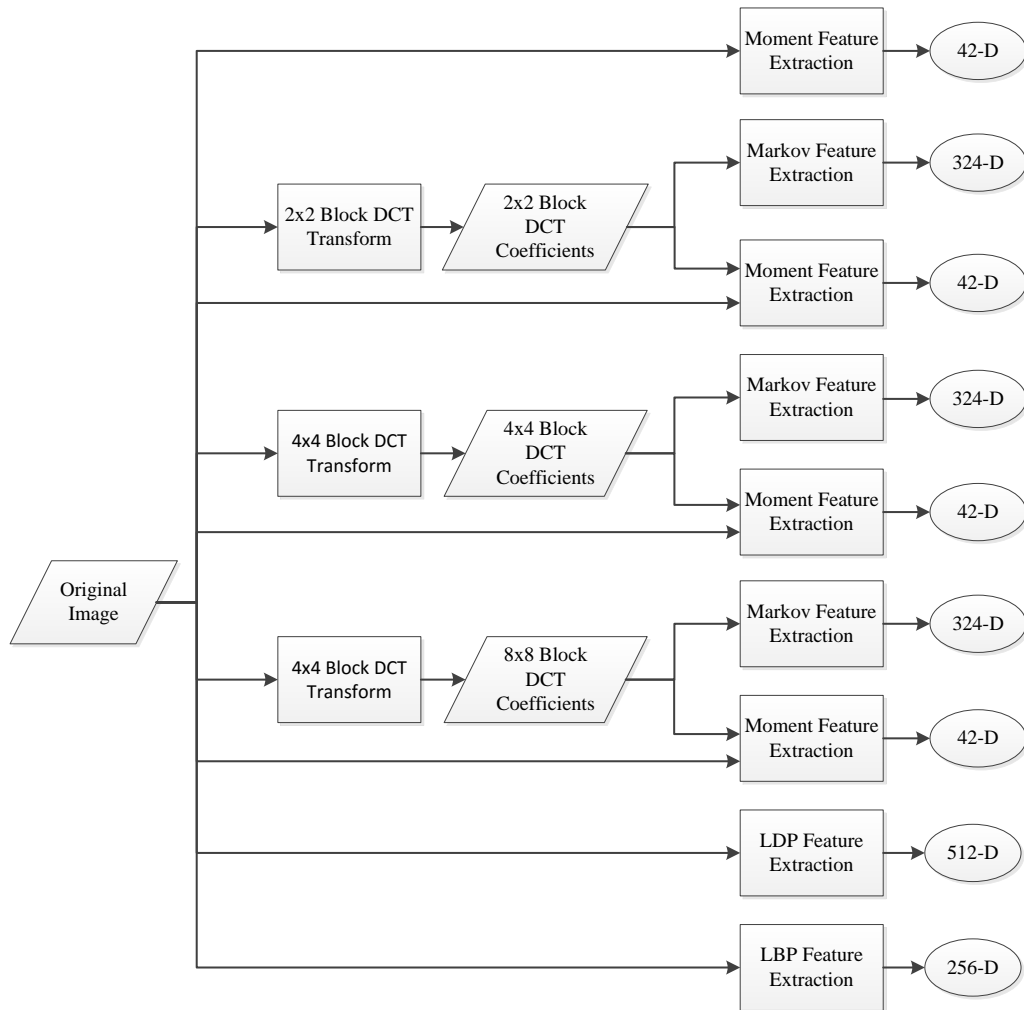 Moment Feature
Extraction
42-D
Markov Feature
Extraction
324-D
2x2 Block DCT
Transform
2x2 Block
DCT
Coefficients
Moment Feature
Extraction
42-D
Markov Feature
Extraction
324-D
4x4 Block DCT
Transform
4x4 Block
DCT
Coefficients
Moment Feature
Extraction
42-D
Original
Image
Markov Feature
Extraction
324-D
4x4 Block DCT
Transform
8x8 Block
DCT
Coefficients
Moment Feature
Extraction
42-D
LDP Feature
Extraction
512-D
LBP Feature
Extraction
256-D